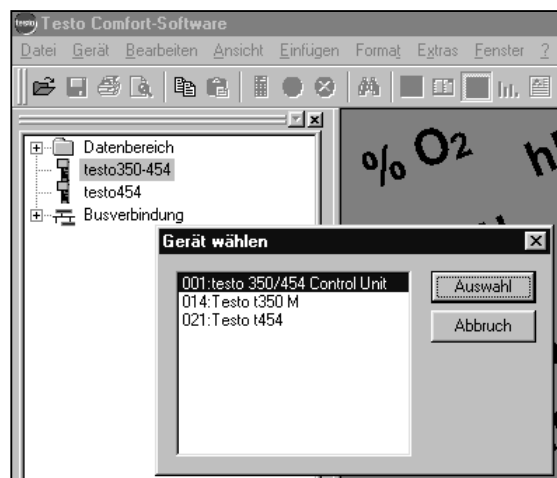 testo Testo Comfort-Software
Datei Gerät Bearbeiten Ansicht Einfügen Format Extras Fenster ?
Datenbereich
testo350-454
testo454
Busverbindung
% O2
Gerät wählen
001:testo 350/454 Control Unit
014:Testo t350 M
021:Testo t454
Auswahl
Abbruch